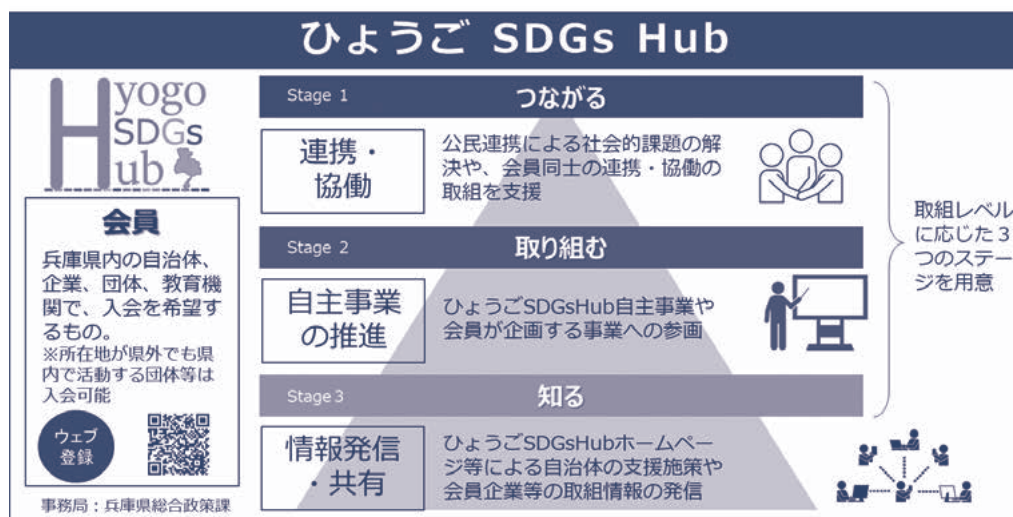 ひょうご SDGs Hub
Hyogo
SDGs
Hub
会員
兵庫県内の自治体、
企業、団体、教育機
関で、入会を希望す
るもの。
※所在地が県外でも県
内で活動する団体等は
入会可能
ウェブ
登録
事務局：兵庫県総合政策課
Stage 1 つながる
連携・
協働
公民連携による社会的課題の解
決や、会員同士の連携・協働の
取組を支援
Stage 2 取り組む
自主事業
の推進
ひょうごSDGsHub自主事業や
会員が企画する事業への参画
Stage 3 知る
情報発信
・共有
ひょうごSDGsHubホームペー
ジ等による自治体の支援施策や
会員企業等の取組情報の発信
取組レベル
に応じた３
つのステー
ジを用意